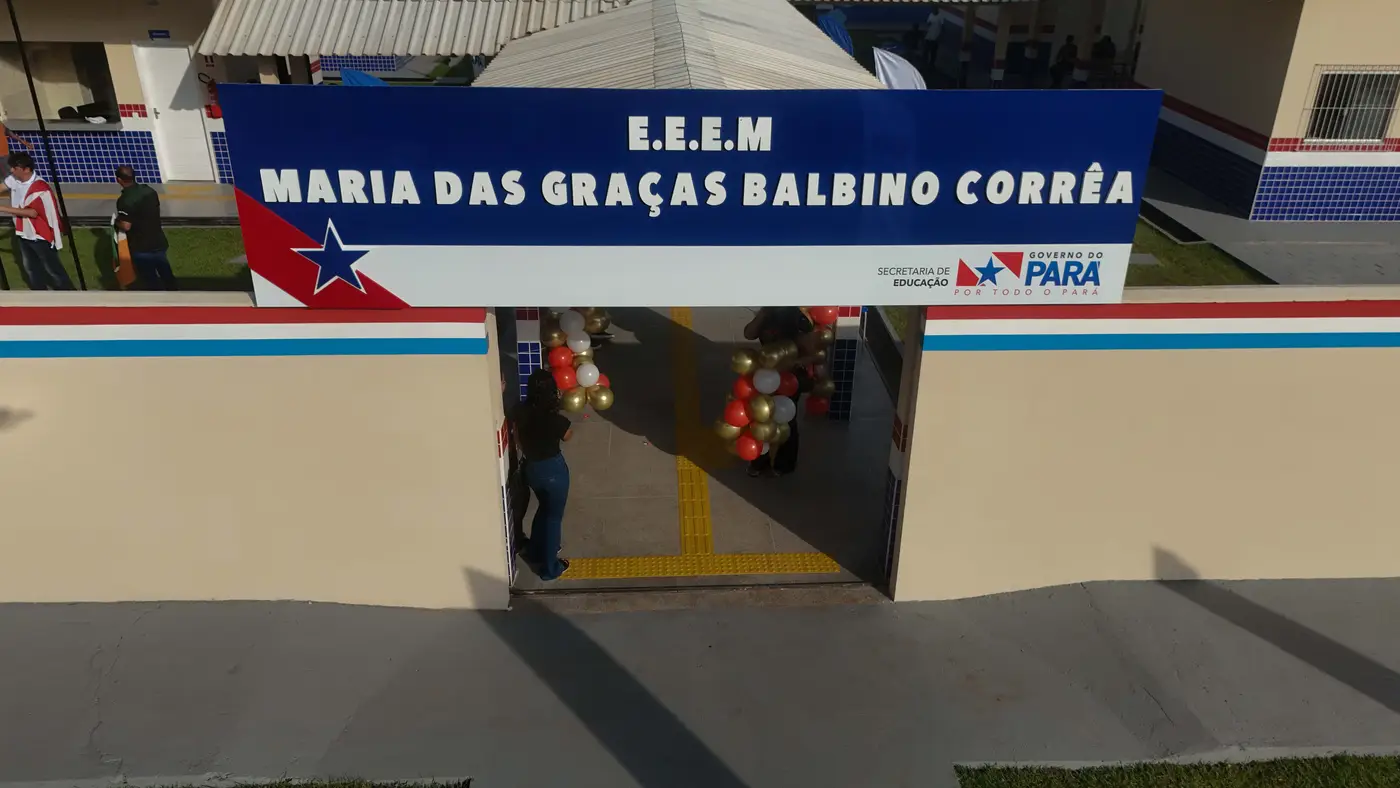 E.E.E.M
MARIA DAS GRAÇAS BALBINO CORRÊA
SECRETARIA DE
EDUCAÇÃO
GOVERNO DO
PARÁ
POR TODO O PARÁ